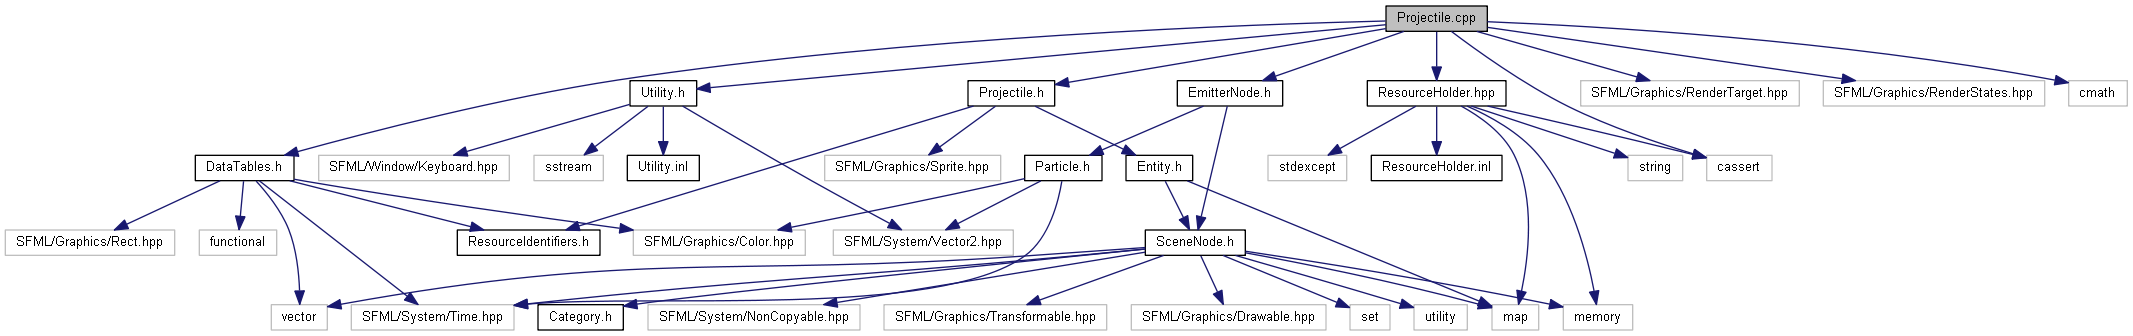 Projectile.cpp
Utility.h
Projectile.h
EmitterNode.h
ResourceHolder.hpp
SFML/Graphics/RenderTarget.hpp
SFML/Graphics/RenderStates.hpp
cmath
DataTables.h
SFML/Window/Keyboard.hpp
sstream
Utility.inl
SFML/Graphics/Sprite.hpp
Particle.h
Entity.h
stdexcept
ResourceHolder.inl
string
cassert
SFML/Graphics/Rect.hpp
functional
ResourceIdentifiers.h
SFML/Graphics/Color.hpp
SFML/System/Vector2.hpp
SceneNode.h
vector
SFML/System/Time.hpp
Category.h
SFML/System/NonCopyable.hpp
SFML/Graphics/Transformable.hpp
SFML/Graphics/Drawable.hpp
set
utility
map
memory